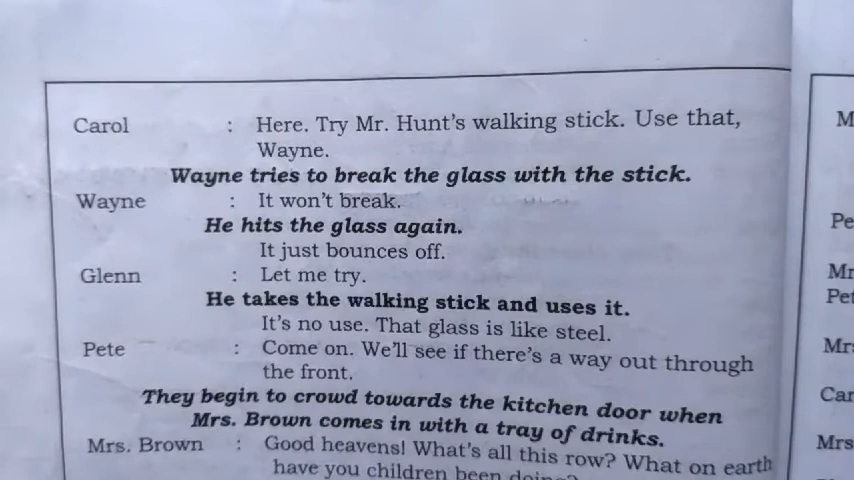 Carol : Here. Try Mr. Hunt's walking stick. Use that,
Wayne.
Wayne tries to break the glass with the stick.
Wayne : It won't break.
He hits the glass again.
It just bounces off.
Glenn : Let me try.
He takes the walking stick and uses it.
It's no use. That glass is like steel.
Pete : Come on. We'll see if there's a way out through
the front.
They begin to crowd towards the kitchen door when
Mrs. Brown comes in with a tray of drinks.
Mrs. Brown : Good heavens! What's all this row? What on earth
have you children been doing?